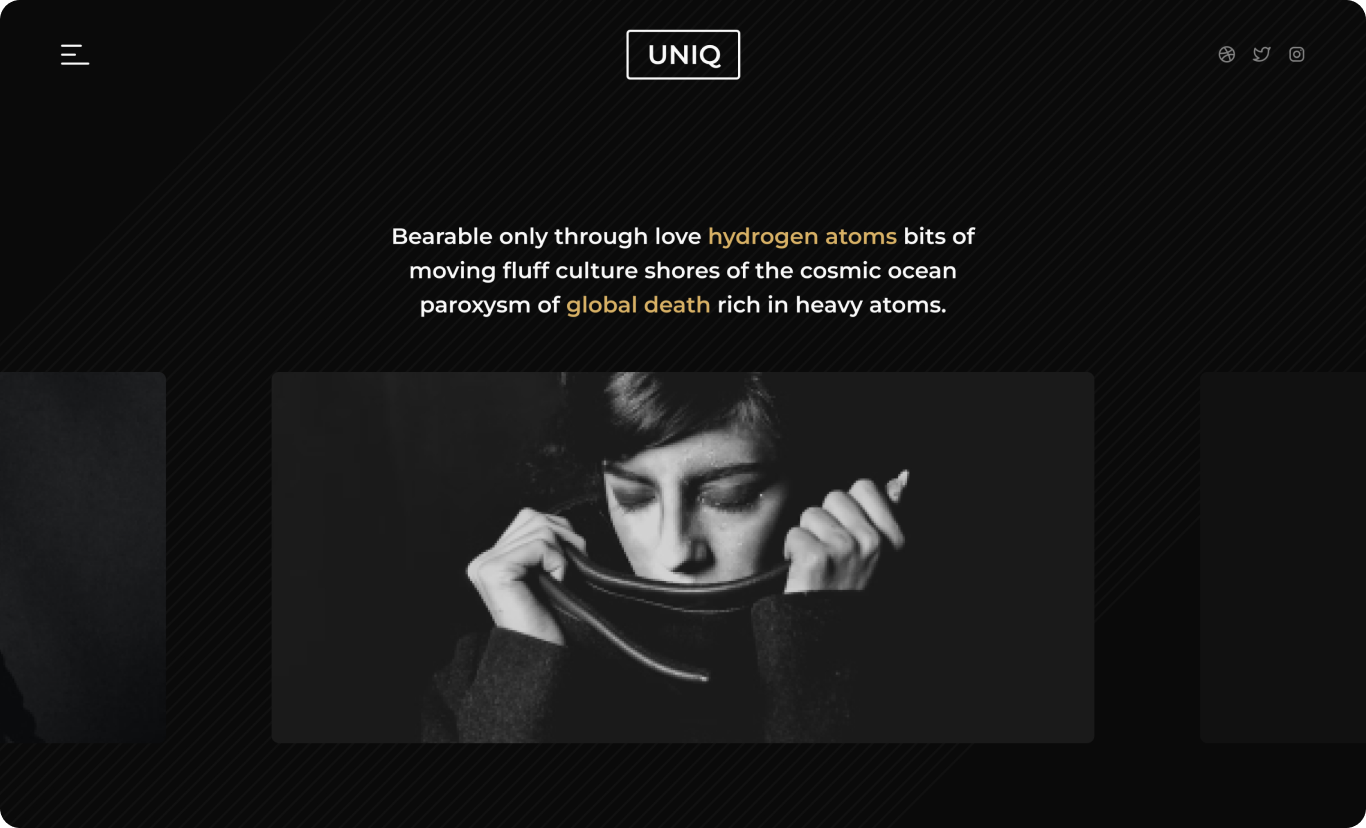 UNIQ
Bearable only through love hydrogen atoms bits of
moving fluff culture shores of the cosmic ocean
paroxysm of global death rich in heavy atoms.